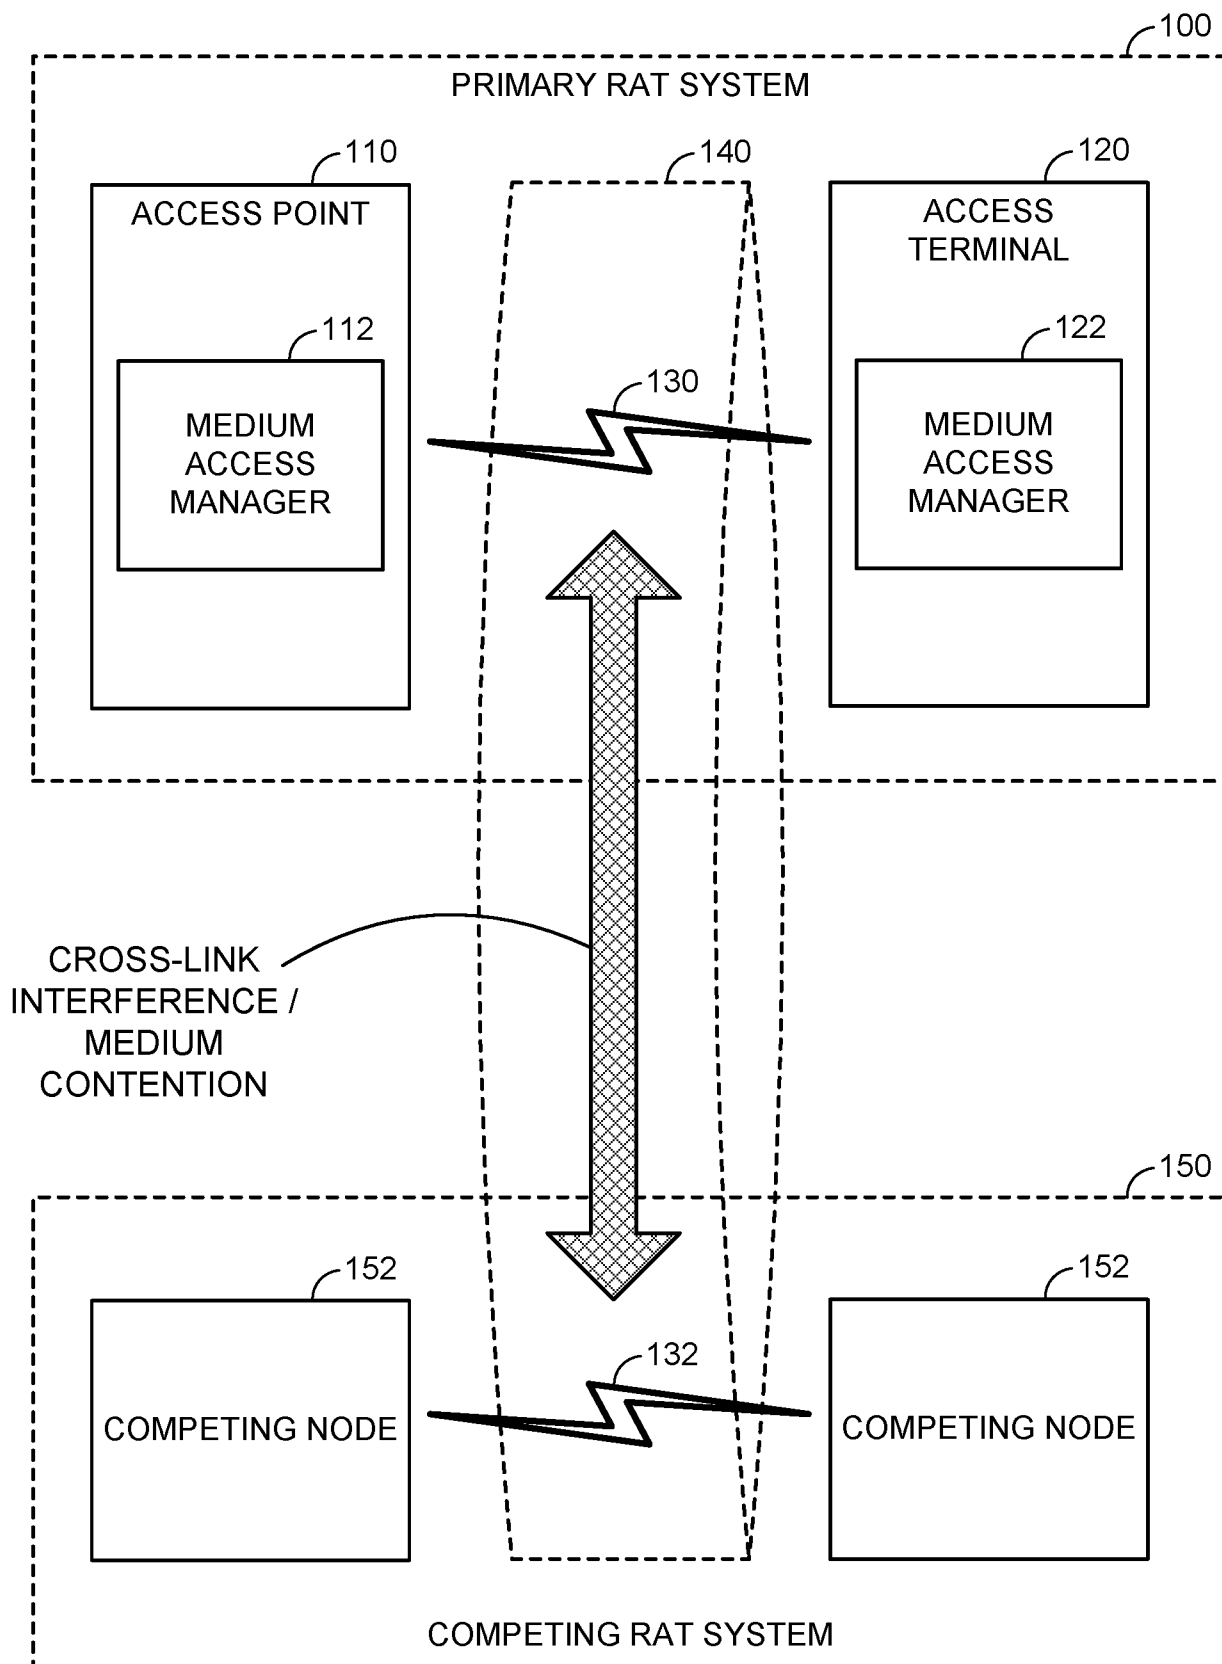 100
PRIMARY RAT SYSTEM
110
140
120
ACCESS POINT
ACCESS
TERMINAL
112
122
130
MEDIUM
ACCESS
MANAGER
MEDIUM
ACCESS
MANAGER
CROSS-LINK
INTERFERENCE /
MEDIUM
CONTENTION
150
152
152
132
COMPETING NODE
COMPETING NODE
COMPETING RAT SYSTEM